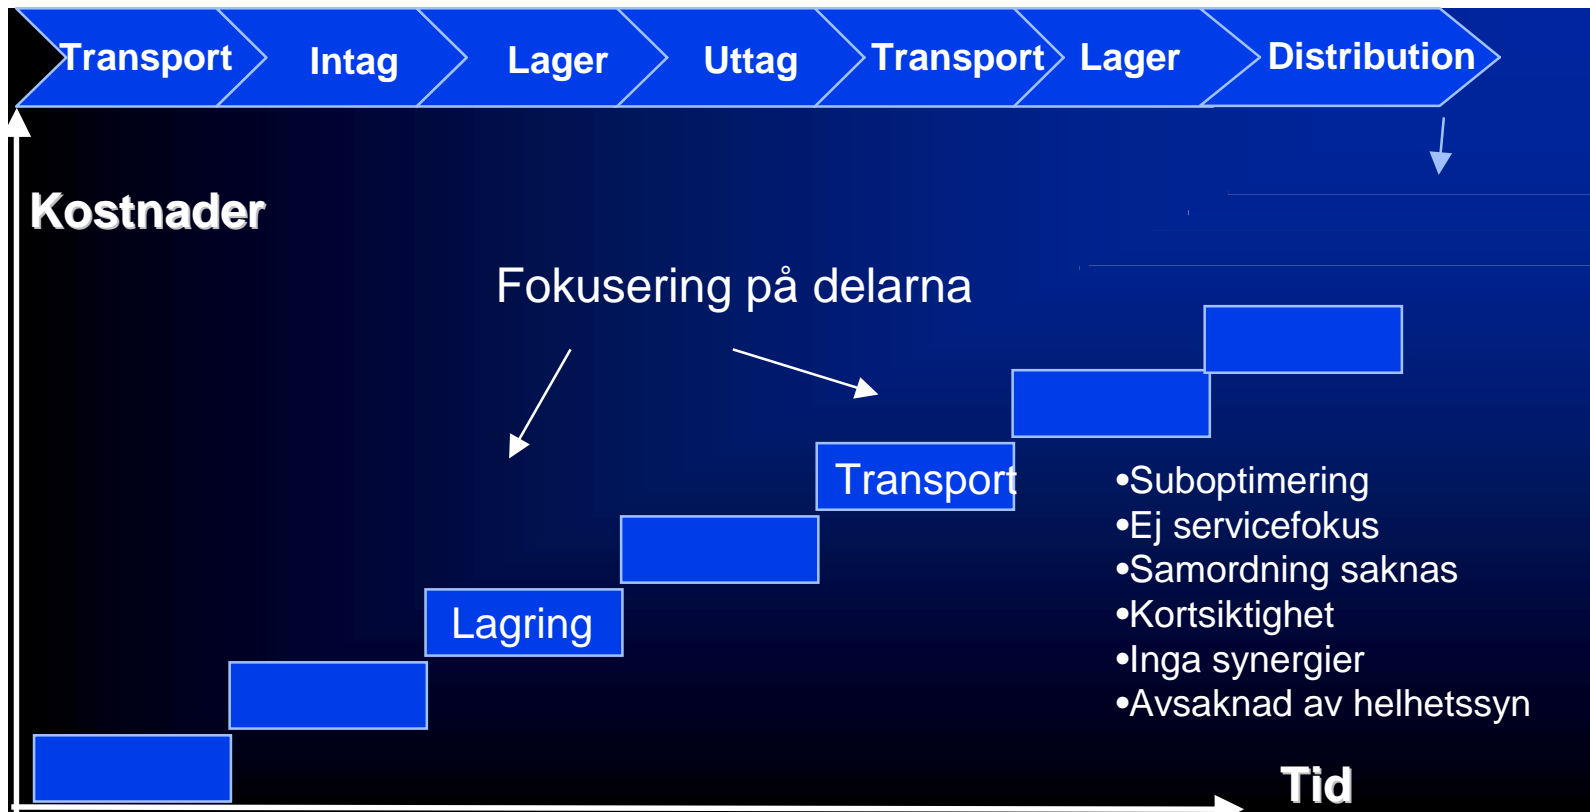 Transport Intag Lager Uttag Transport Lager Distribution
Kostnader
Fokusering på delarna
Transport
Lagring
•Suboptimering
•Ej servicefokus
•Samordning saknas
•Kortsiktighet
•Inga synergier
•Avsaknad av helhetssyn
Tid